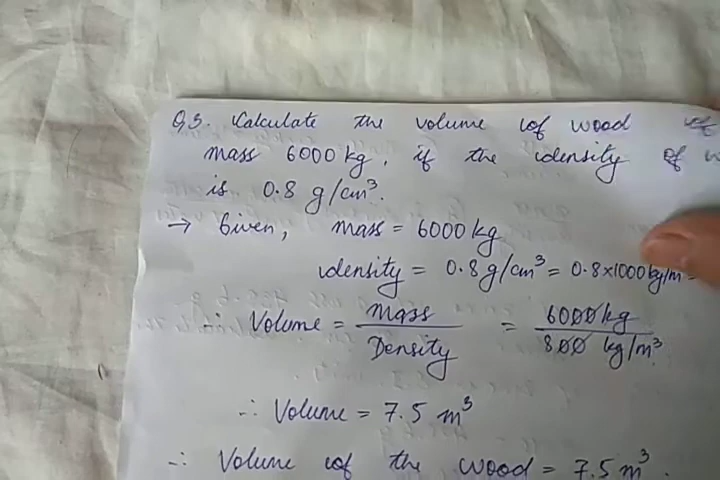 Q3. Calculate the volume of wood of
mass 6000 kg, if the density of
is 0.8 g/cm³.
→ Given, mass = 6000 kg
density = 0.8 g/cm³ = 0.8×1000 kg/m
∴ Volume = Mass / Density = 6000 kg / 800 kg/m³
∴ Volume = 7.5 m³
∴ Volume of the wood = 7.5 m³.